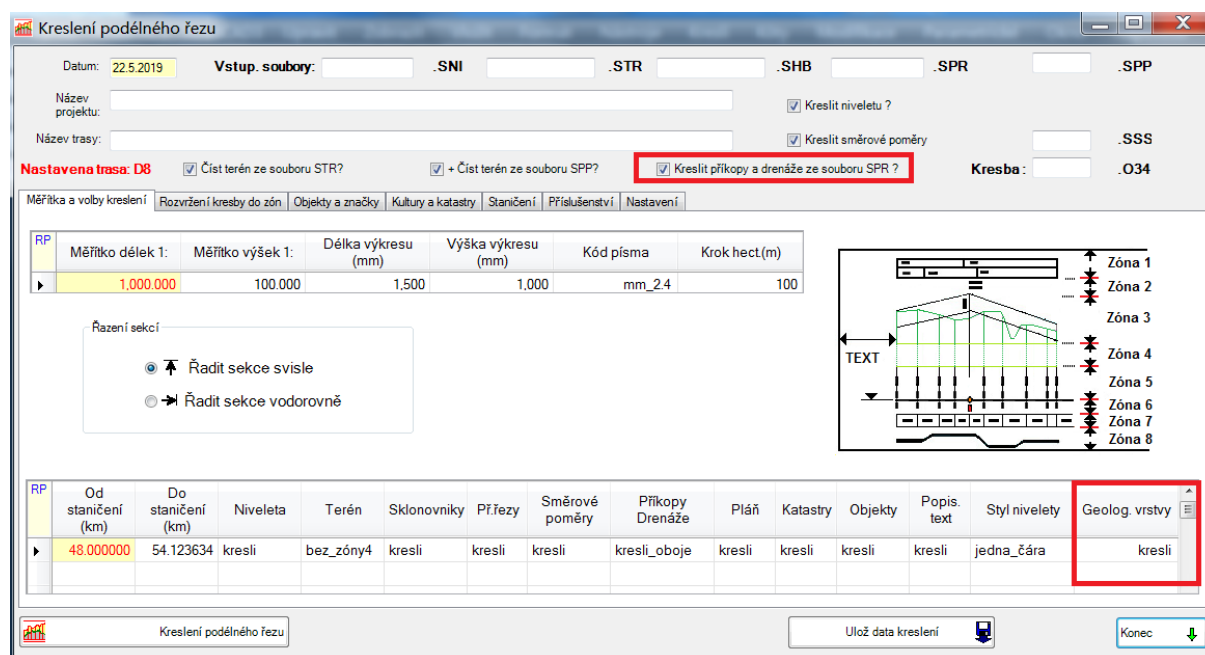 Kreslení podélného řezu
Datum: 22.5.2019 Vstup. soubory: .SNI .STR .SHB .SPR .SPP
Název projektu:
Kreslit niveletu ?
Název trasy:
Kreslit směrové poměry .SSS
Nastavena trasa: D8 Číst terén ze souboru STR? + Číst terén ze souboru SPP? Kreslit příkopy a drenáže ze souboru SPR ? Kresba : .O34
Měřítka a volby kreslení Rozvržení kresby do zón Objekty a značky Kultury a katastry Staničení Příslušenství Nastavení
RP Měřítko délek 1: Měřítko výšek 1: Délka výkresu (mm) Výška výkresu (mm) Kód písma Krok hect.(m)
1,000.000 100.000 1,500 1,000 mm_2.4 100
Řazení sekcí
Řadit sekce svisle
Řadit sekce vodorovně
TEXT
Zóna 1
Zóna 2
Zóna 3
Zóna 4
Zóna 5
Zóna 6
Zóna 7
Zóna 8
RP Od staničení (km) Do staničení (km) Niveleta Terén Sklonovniky Př.řezy Směrové poměry Příkopy Drenáže Pláň Katastry Objekty Popis. text Styl nivelety Geolog. vrstvy
48.000000 54.123634 kresli bez_zóny4 kresli kresli kresli kresli_oboje kresli kresli kresli kresli jedna_čára kresli
Kreslení podélného řezu Ulož data kreslení Konec